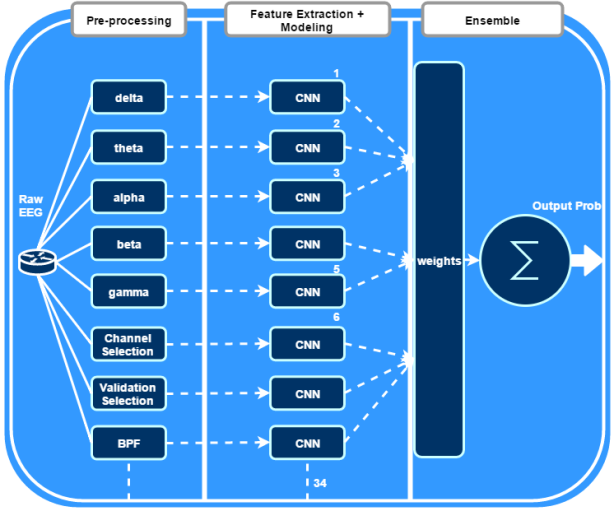 Pre-processing
Feature Extraction +
Modeling
Ensemble
1
delta
CNN
2
theta
CNN
3
alpha
CNN
Raw
EEG
Output Prob
beta
CNN
weights
∑
5
gamma
CNN
6
Channel
Selection
CNN
Validation
Selection
CNN
BPF
CNN
34